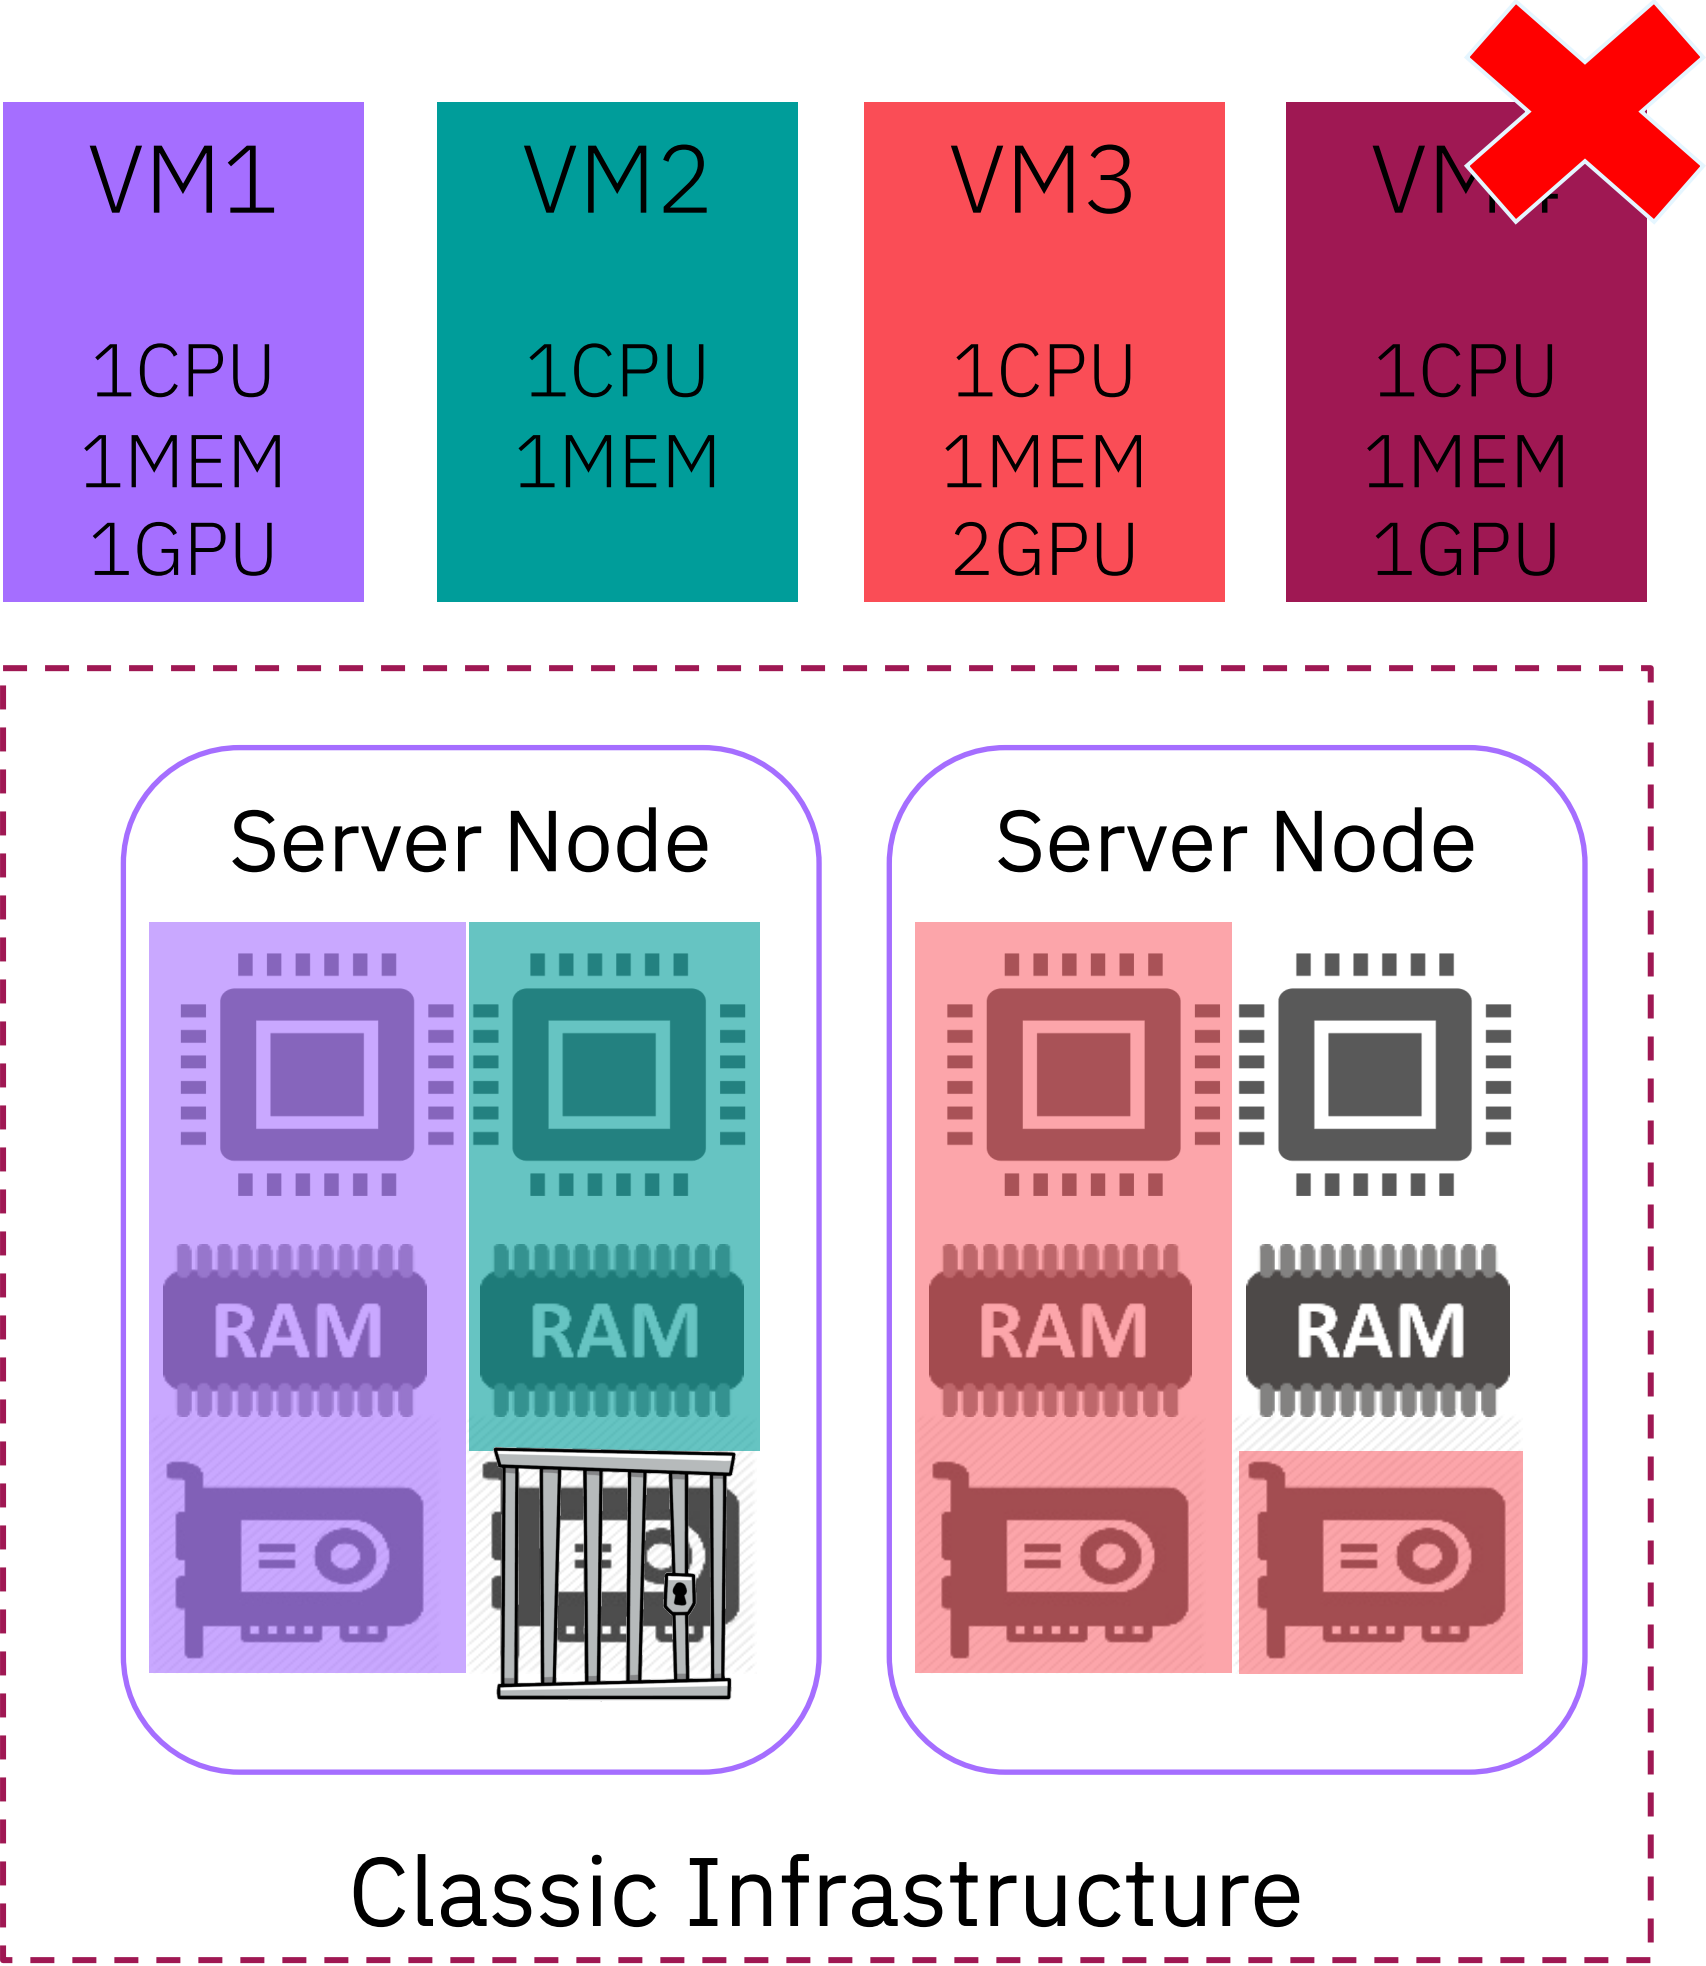 VM1
1CPU
1MEM
1GPU
VM2
1CPU
1MEM
VM3
1CPU
1MEM
2GPU
VM4
1CPU
1MEM
1GPU
Server Node
RAM RAM
Server Node
RAM RAM
Classic Infrastructure